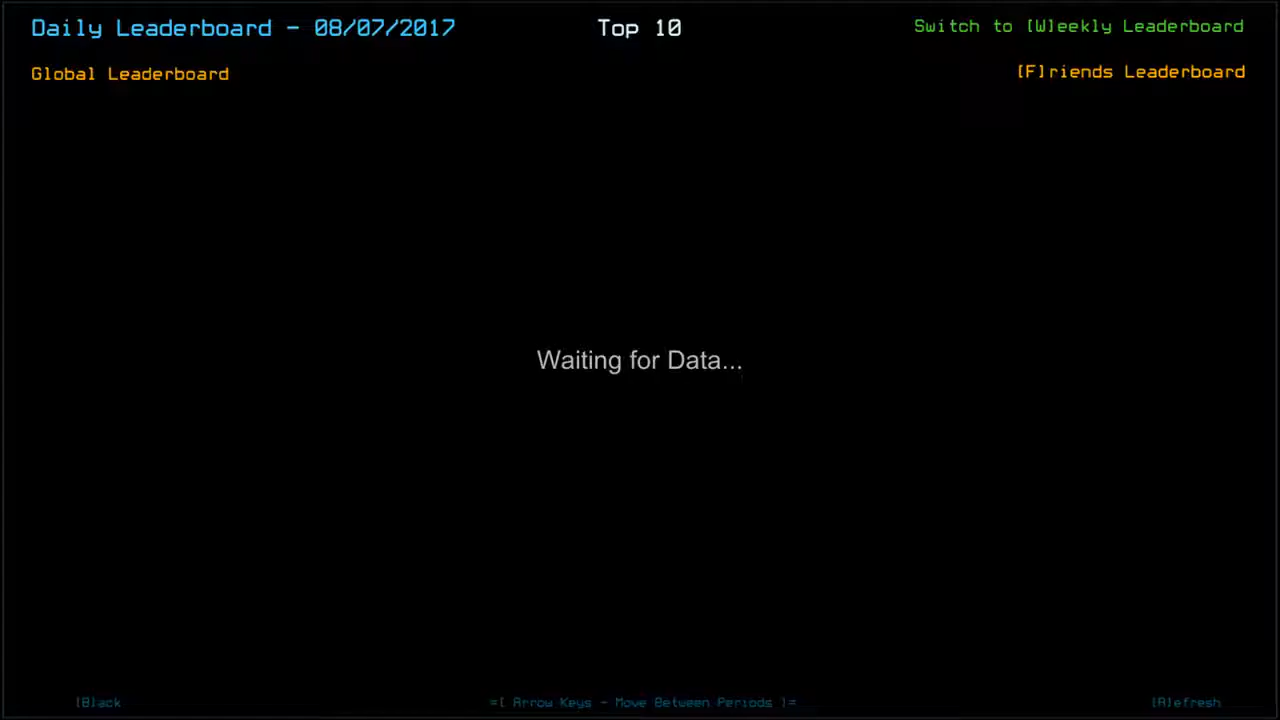 Daily Leaderboard - 08/07/2017
Top 10
Switch to [W]eekly Leaderboard
Global Leaderboard
[F]riends Leaderboard
Waiting for Data...
[B]ack
=[ Arrow Keys - Move Between Periods ]=
[R]efresh